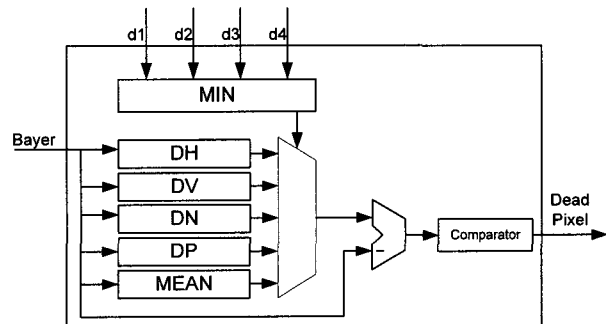 d1 d2 d3 d4
MIN
Bayer
DH
DV
DN
DP
MEAN
-
Comparator
Dead
Pixel